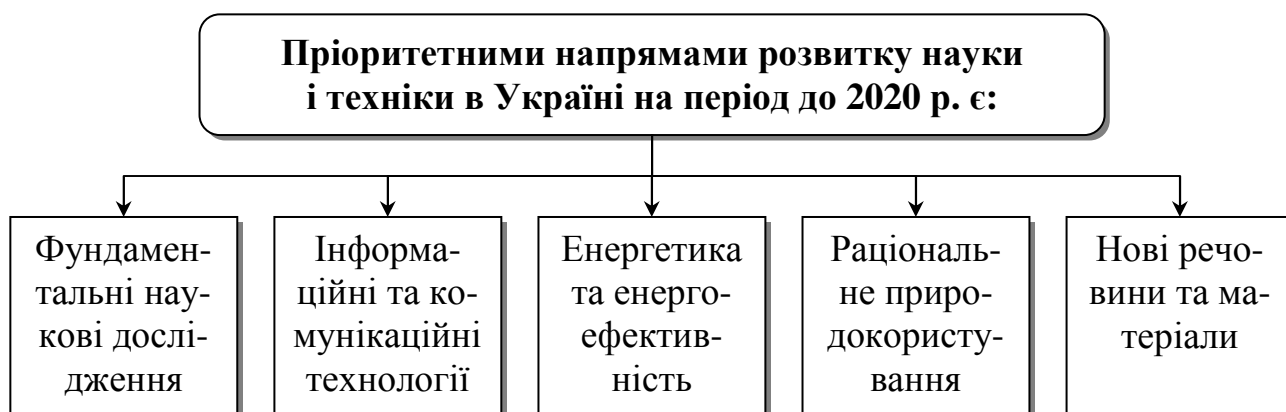 Пріоритетними напрямами розвитку науки
і техніки в Україні на період до 2020 р. є:
Фундамен-
тальні нау-
кові дослі-
дження
Інформа-
ційні та ко-
мунікаційні
технології
Енергетика
та енерго-
ефектив-
ність
Раціональ-
не приро-
докористу-
вання
Нові речо-
вини та ма-
теріали